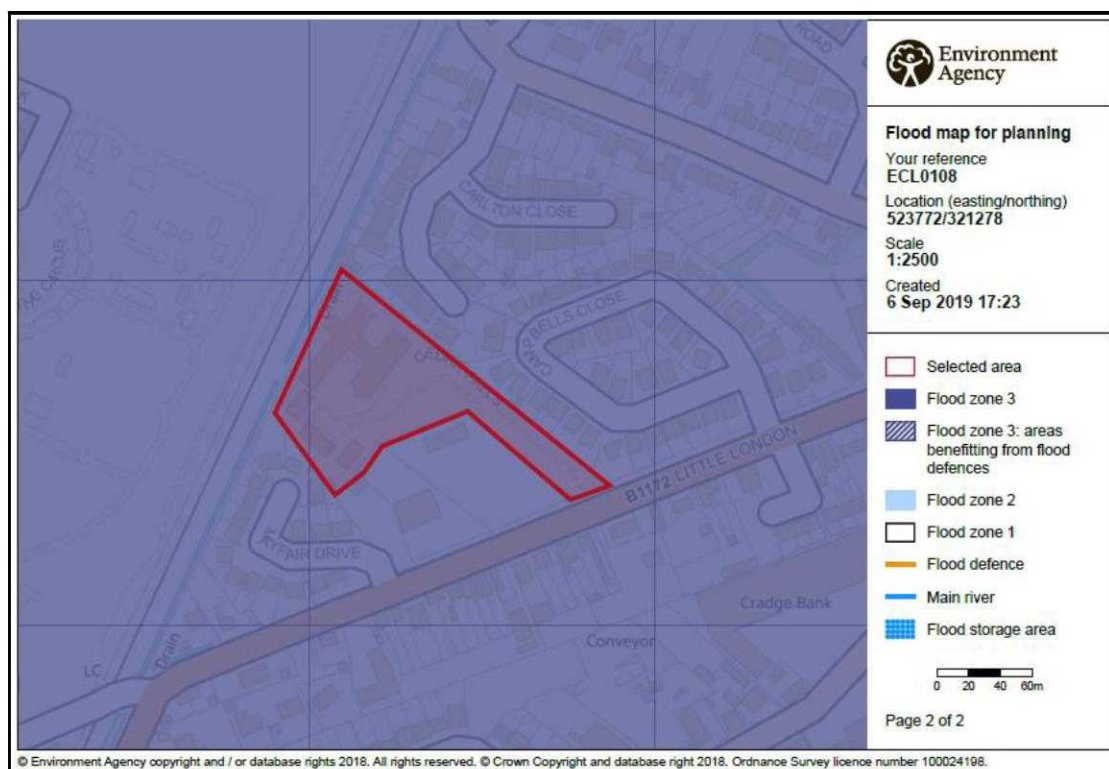 ROAD
CARLTON CLOSE
THE CIRCUS
Drain
CAMPBELLS CLOSE
B1172 LITTLE LONDON
MAYFAIR DRIVE
Cradge Bank
Conveyor
Drain
LC
Environment
Agency
Flood map for planning
Your reference
ECL0108
Location (easting/northing)
523772/321278
Scale
1:2500
Created
6 Sep 2019 17:23
Selected area
Flood zone 3
Flood zone 3: areas
benefitting from flood
defences
Flood zone 2
Flood zone 1
Flood defence
Main river
Flood storage area
0 20 40 60m
Page 2 of 2
© Environment Agency copyright and / or database rights 2018. All rights reserved. © Crown Copyright and database right 2018. Ordnance Survey licence number 100024198.